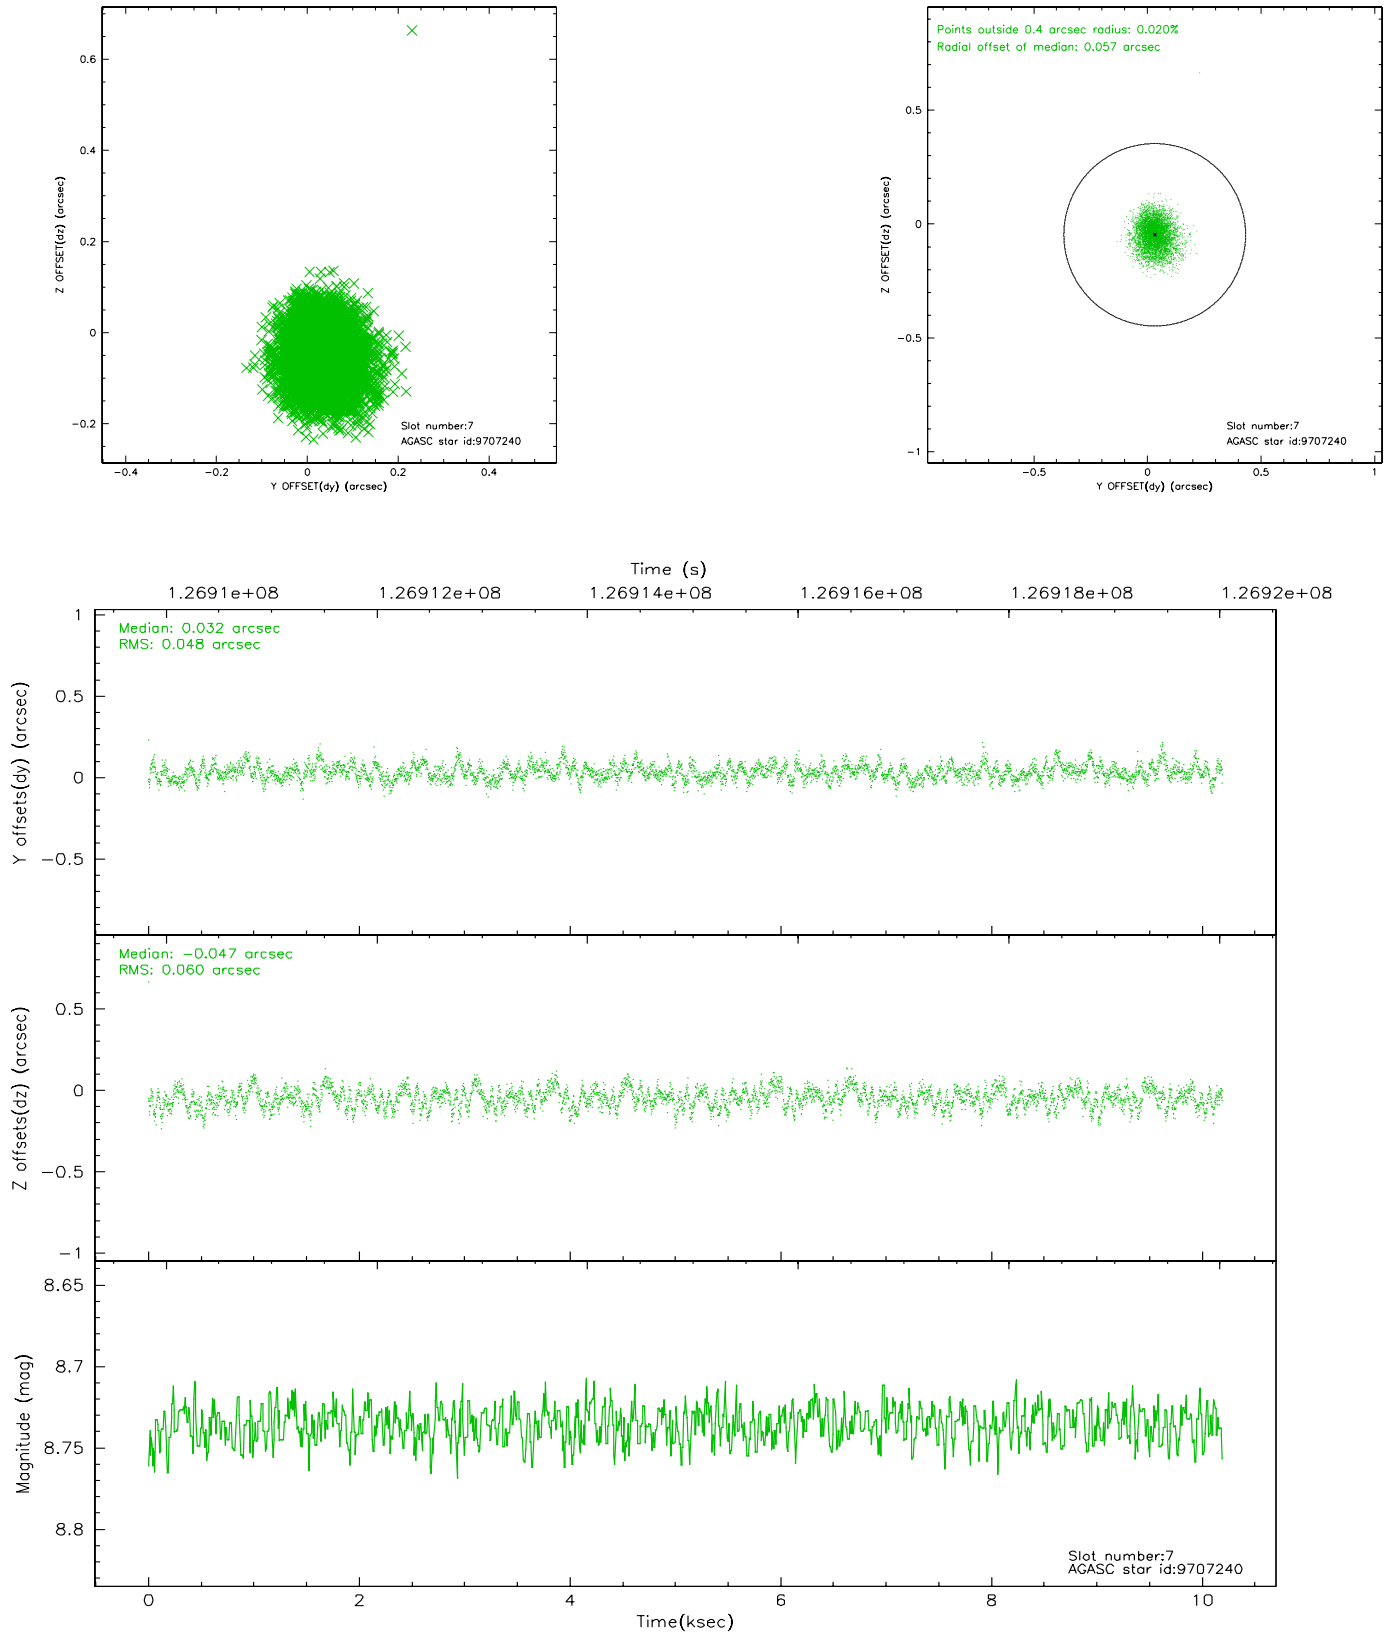 0.6
0.4
0.2
0
−0.2
Z OFFSET(dz) (arcsec)
Slot number:7
AGASC star id:9707240
−0.4 −0.2 0 0.2 0.4
Y OFFSET(dy) (arcsec)
Points outside 0.4 arcsec radius: 0.020%
Radial offset of median: 0.057 arcsec
0.5
0
−0.5
−1
Z OFFSET(dz) (arcsec)
Slot number:7
AGASC star id:9707240
−0.5 0 0.5 1
Y OFFSET(dy) (arcsec)
Time (s)
1.2691e+08 1.26912e+08 1.26914e+08 1.26916e+08 1.26918e+08 1.2692e+08
Median: 0.032 arcsec
RMS: 0.048 arcsec
1
0.5
0
−0.5
Y offsets(dy) (arcsec)
Median: −0.047 arcsec
RMS: 0.060 arcsec
0.5
0
−0.5
−1
Z offsets(dz) (arcsec)
8.65
8.7
8.75
8.8
Magnitude (mag)
Slot number:7
AGASC star id:9707240
0 2 4 6 8 10
Time(ksec)